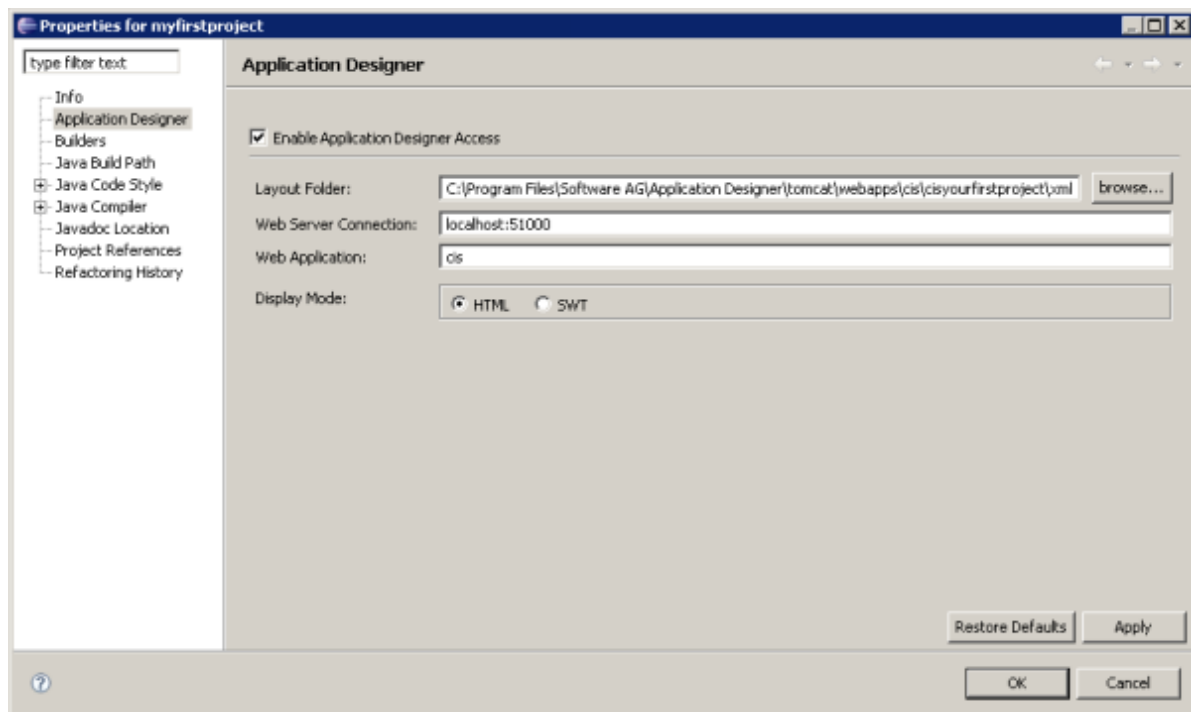 Properties for myfirstproject
type filter text
Info
Application Designer
Builders
Java Build Path
Java Code Style
Java Compiler
Javadoc Location
Project References
Refactoring History
Application Designer
Enable Application Designer Access
Layout Folder: C:\Program Files\Software AG\Application Designer\tomcat\webapps\cis\cisyourfirstproject\xml browse...
Web Server Connection: localhost:51000
Web Application: cis
Display Mode: HTML SWT
Restore Defaults Apply
? OK Cancel